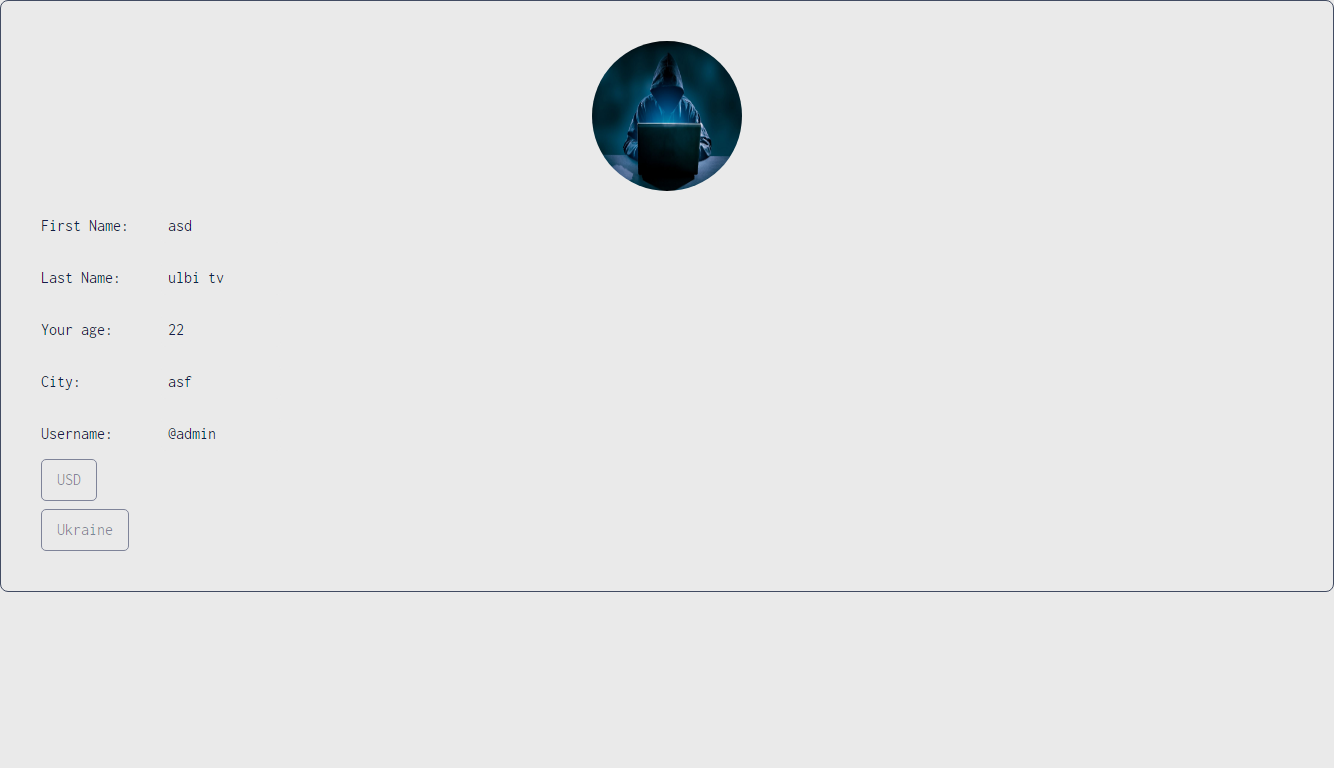 First Name: asd
Last Name: ulbi tv
Your age: 22
City: asf
Username: @admin
USD
Ukraine